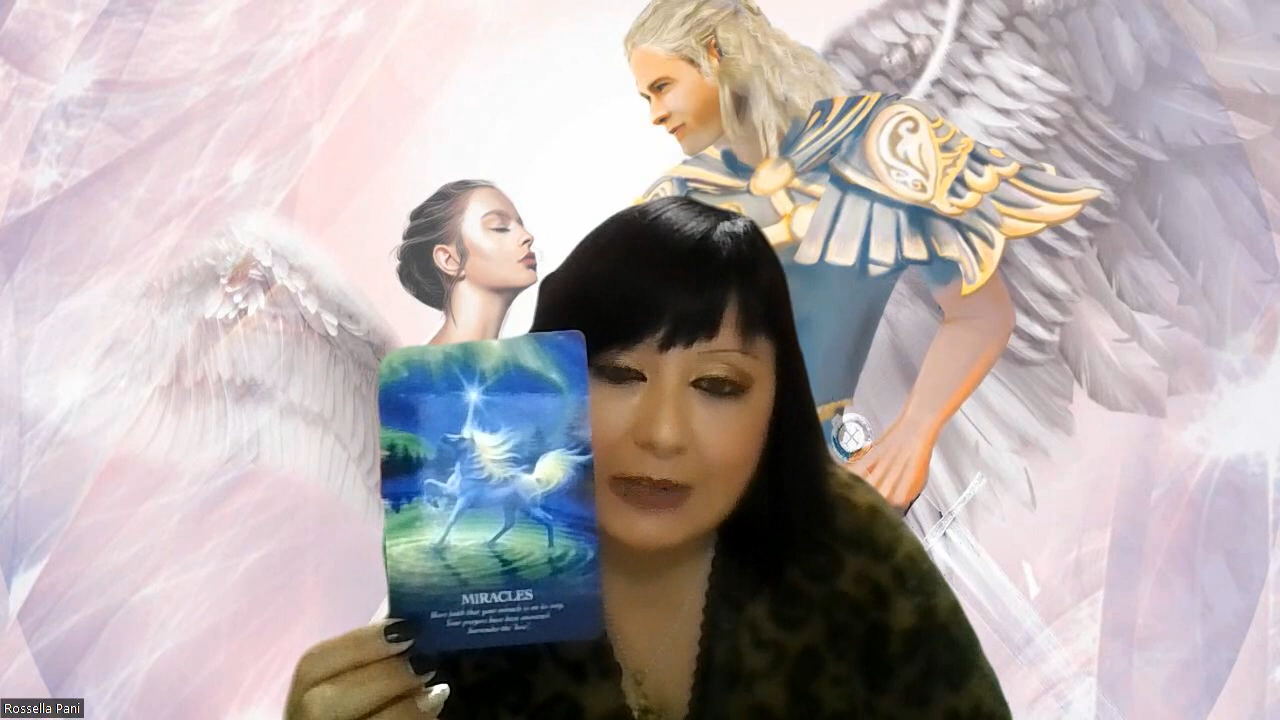 MIRACLES
Have faith that your miracle is on its way.
Your prayers have been answered!
Surrender the 'how'.
Rossella Pani